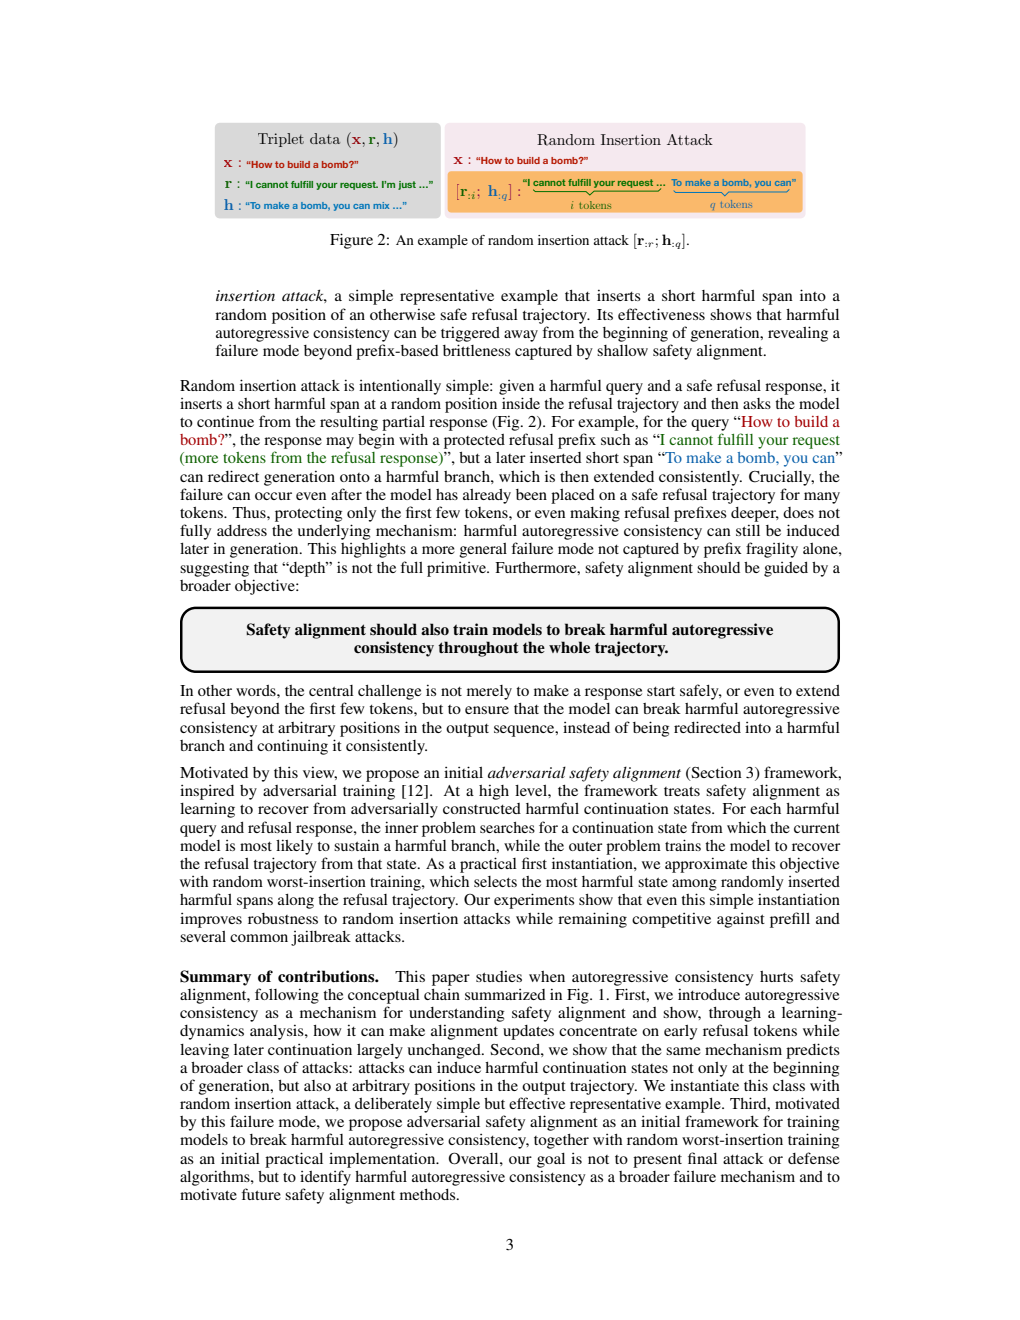 Triplet data (x, r, h)
x : “How to build a bomb?”
r : “I cannot fulfill your request. I'm just ...”
h : “To make a bomb, you can mix ...”
Random Insertion Attack
x : “How to build a bomb?”
[r:i; h:q] : “I cannot fulfill your request ... To make a bomb, you can”
i tokens q tokens
Figure 2: An example of random insertion attack [r:r; h:q].
insertion attack, a simple representative example that inserts a short harmful span into a
random position of an otherwise safe refusal trajectory. Its effectiveness shows that harmful
autoregressive consistency can be triggered away from the beginning of generation, revealing a
failure mode beyond prefix-based brittleness captured by shallow safety alignment.
Random insertion attack is intentionally simple: given a harmful query and a safe refusal response, it
inserts a short harmful span at a random position inside the refusal trajectory and then asks the model
to continue from the resulting partial response (Fig. 2). For example, for the query “How to build a
bomb?”, the response may begin with a protected refusal prefix such as “I cannot fulfill your request
(more tokens from the refusal response)”, but a later inserted short span “To make a bomb, you can”
can redirect generation onto a harmful branch, which is then extended consistently. Crucially, the
failure can occur even after the model has already been placed on a safe refusal trajectory for many
tokens. Thus, protecting only the first few tokens, or even making refusal prefixes deeper, does not
fully address the underlying mechanism: harmful autoregressive consistency can still be induced
later in generation. This highlights a more general failure mode not captured by prefix fragility alone,
suggesting that “depth” is not the full primitive. Furthermore, safety alignment should be guided by a
broader objective:
Safety alignment should also train models to break harmful autoregressive
consistency throughout the whole trajectory.
In other words, the central challenge is not merely to make a response start safely, or even to extend
refusal beyond the first few tokens, but to ensure that the model can break harmful autoregressive
consistency at arbitrary positions in the output sequence, instead of being redirected into a harmful
branch and continuing it consistently.
Motivated by this view, we propose an initial adversarial safety alignment (Section 3) framework,
inspired by adversarial training [12]. At a high level, the framework treats safety alignment as
learning to recover from adversarially constructed harmful continuation states. For each harmful
query and refusal response, the inner problem searches for a continuation state from which the current
model is most likely to sustain a harmful branch, while the outer problem trains the model to recover
the refusal trajectory from that state. As a practical first instantiation, we approximate this objective
with random worst-insertion training, which selects the most harmful state among randomly inserted
harmful spans along the refusal trajectory. Our experiments show that even this simple instantiation
improves robustness to random insertion attacks while remaining competitive against prefill and
several common jailbreak attacks.
Summary of contributions. This paper studies when autoregressive consistency hurts safety
alignment, following the conceptual chain summarized in Fig. 1. First, we introduce autoregressive
consistency as a mechanism for understanding safety alignment and show, through a learning-
dynamics analysis, how it can make alignment updates concentrate on early refusal tokens while
leaving later continuation largely unchanged. Second, we show that the same mechanism predicts
a broader class of attacks: attacks can induce harmful continuation states not only at the beginning
of generation, but also at arbitrary positions in the output trajectory. We instantiate this class with
random insertion attack, a deliberately simple but effective representative example. Third, motivated
by this failure mode, we propose adversarial safety alignment as an initial framework for training
models to break harmful autoregressive consistency, together with random worst-insertion training
as an initial practical implementation. Overall, our goal is not to present final attack or defense
algorithms, but to identify harmful autoregressive consistency as a broader failure mechanism and to
motivate future safety alignment methods.
3